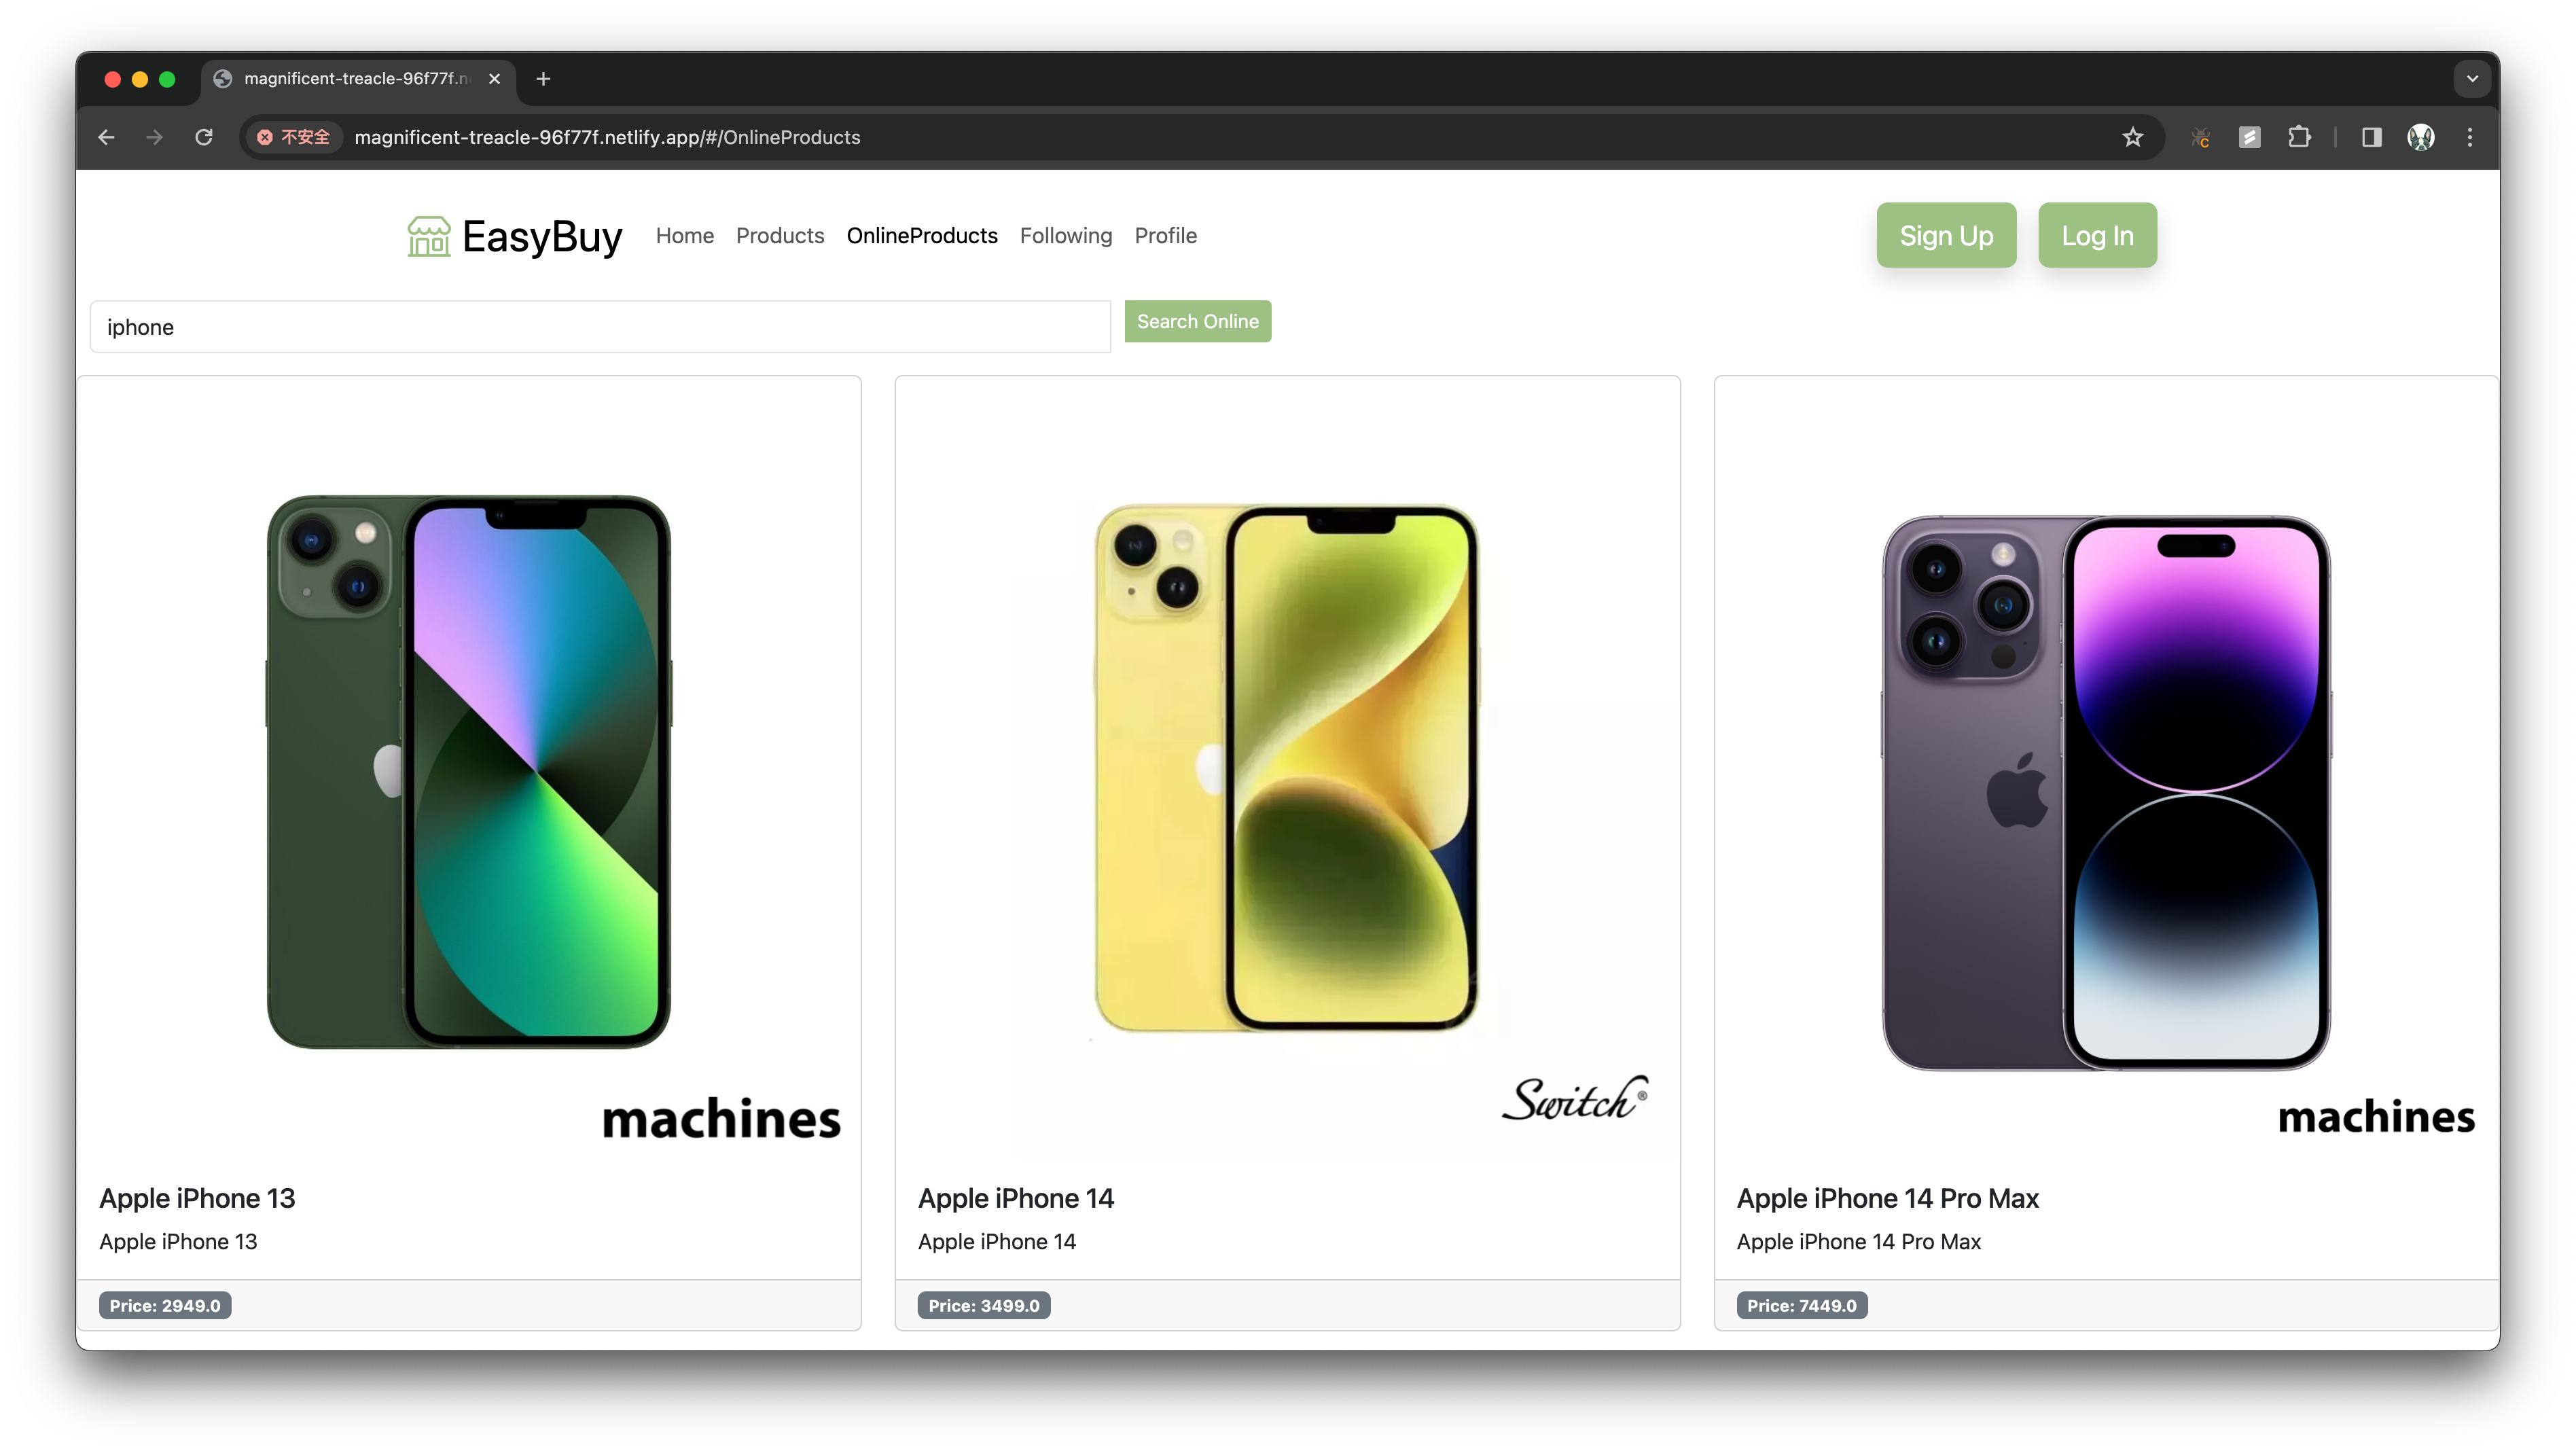 magnificent-treacle-96f77f.n
不安全 magnificent-treacle-96f77f.netlify.app/#/OnlineProducts
EasyBuy Home Products OnlineProducts Following Profile Sign Up Log In
iphone Search Online
machines
Switch®
machines
Apple iPhone 13
Apple iPhone 13
Price: 2949.0
Apple iPhone 14
Apple iPhone 14
Price: 3499.0
Apple iPhone 14 Pro Max
Apple iPhone 14 Pro Max
Price: 7449.0